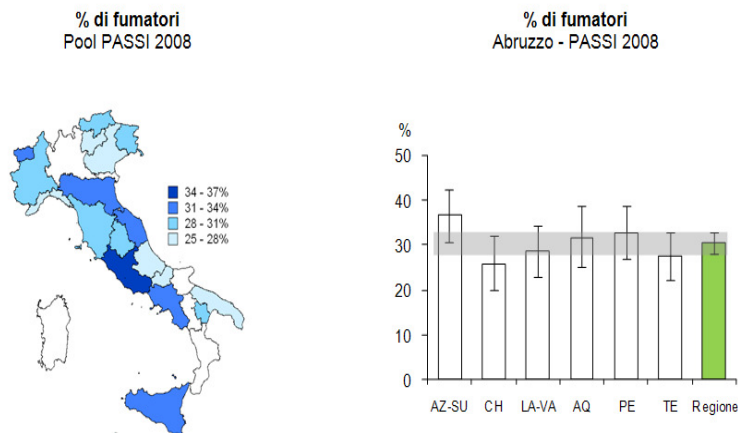 % di fumatori
Pool PASSI 2008
34 - 37%
31 - 34%
28 - 31%
25 - 28%
% di fumatori
Abruzzo - PASSI 2008
%
50
40
30
20
10
0
AZ-SU CH LA-VA AQ PE TE Regione